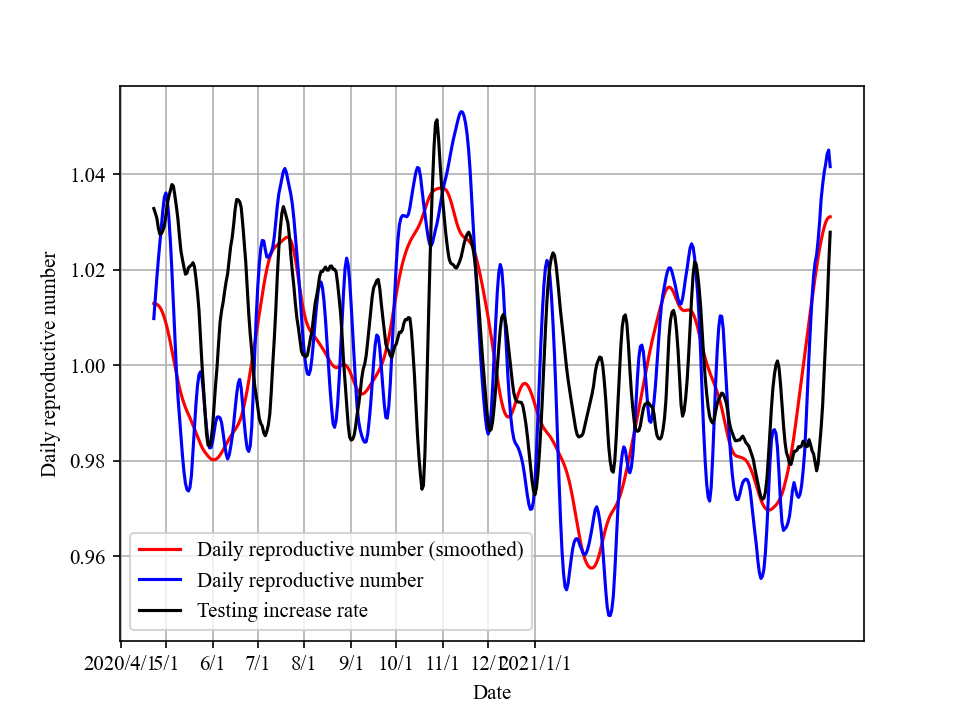 Daily reproductive number
1.04
1.02
1.00
0.98
0.96
Daily reproductive number (smoothed)
Daily reproductive number
Testing increase rate
2020/4/1 5/1 6/1 7/1 8/1 9/1 10/1 11/1 12/1 2021/1/1
Date